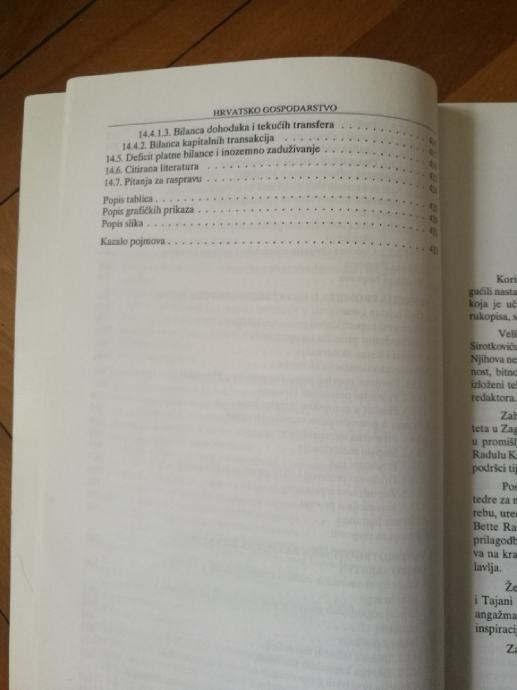 HRVATSKO GOSPODARSTVO
14.4.1.3. Bilanca dohodaka i tekućih transfera
14.4.2. Bilanca kapitalnih transakcija
14.5. Deficit platne bilance i inozemno zaduživanje
14.6. Citirana literatura
14.7. Pitanja za raspravu
Popis tablica
Popis grafičkih prikaza
Popis slika
Kazalo pojmova
Kori
gućili nasta
koja je uč
rukopisa, s
Veli
Sirotkoviću
Njihova ne
nost, bitno
izloženi te
redaktora.
Zah
teta u Zag
u promišl
Radulu K
podršci tij
Pos
tedre za n
rebu, ured
Bette Ra
prilagodb
va na kra
lavlja.
Že
i Tajani
angažma
inspiracij
Za